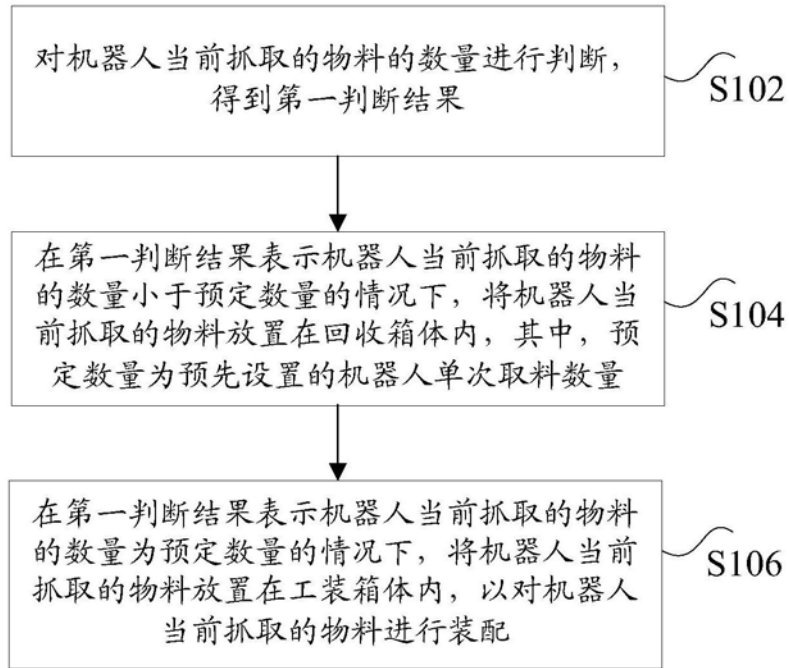 对机器人当前抓取的物料的数量进行判断，
得到第一判断结果
S102
在第一判断结果表示机器人当前抓取的物料
的数量小于预定数量的情况下，将机器人当
前抓取的物料放置在回收箱体内，其中，预
定数量为预先设置的机器人单次取料数量
S104
在第一判断结果表示机器人当前抓取的物料
的数量为预定数量的情况下，将机器人当前
抓取的物料放置在工装箱体内，以对机器人
当前抓取的物料进行装配
S106